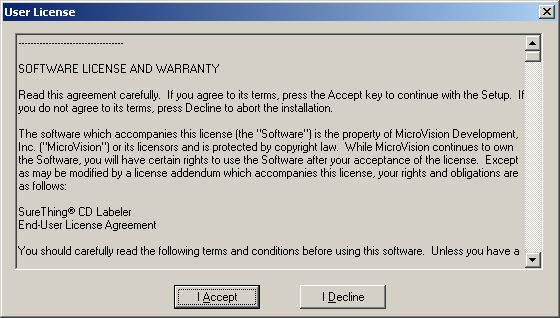 User License
------------------------------------
SOFTWARE LICENSE AND WARRANTY
Read this agreement carefully. If you agree to its terms, press the Accept key to continue with the Setup. If
you do not agree to its terms, press Decline to abort the installation.
The software which accompanies this license (the "Software") is the property of MicroVision Development,
Inc. ("MicroVision") or its licensors and is protected by copyright law. While MicroVision continues to own
the Software, you will have certain rights to use the Software after your acceptance of the license. Except
as may be modified by a license addendum which accompanies this license, your rights and obligations are
as follows:
SureThing® CD Labeler
End-User License Agreement
You should carefully read the following terms and conditions before using this software. Unless you have a
I Accept
I Decline